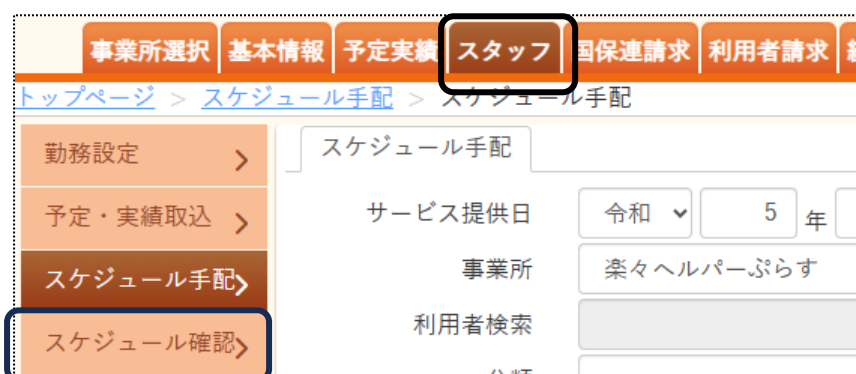 事業所選択 基本情報 予定実績 スタッフ 国保連請求 利用者請求
トップページ > スケジュール手配 > スケジュール手配
勤務設定
スケジュール手配
予定・実績取込
サービス提供日 令和 5 年
スケジュール手配
事業所 楽々ヘルパーぷらす
利用者検索
スケジュール確認